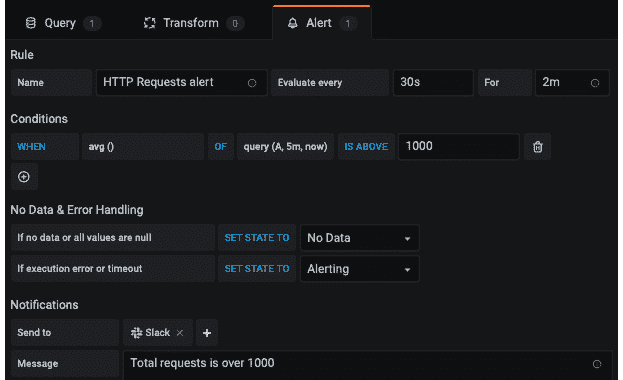 Query 1 Transform 0 Alert 1
Rule
Name HTTP Requests alert Evaluate every 30s For 2m
Conditions
WHEN avg () OF query (A, 5m, now) IS ABOVE 1000
No Data & Error Handling
If no data or all values are null SET STATE TO No Data
If execution error or timeout SET STATE TO Alerting
Notifications
Send to Slack
Message Total requests is over 1000